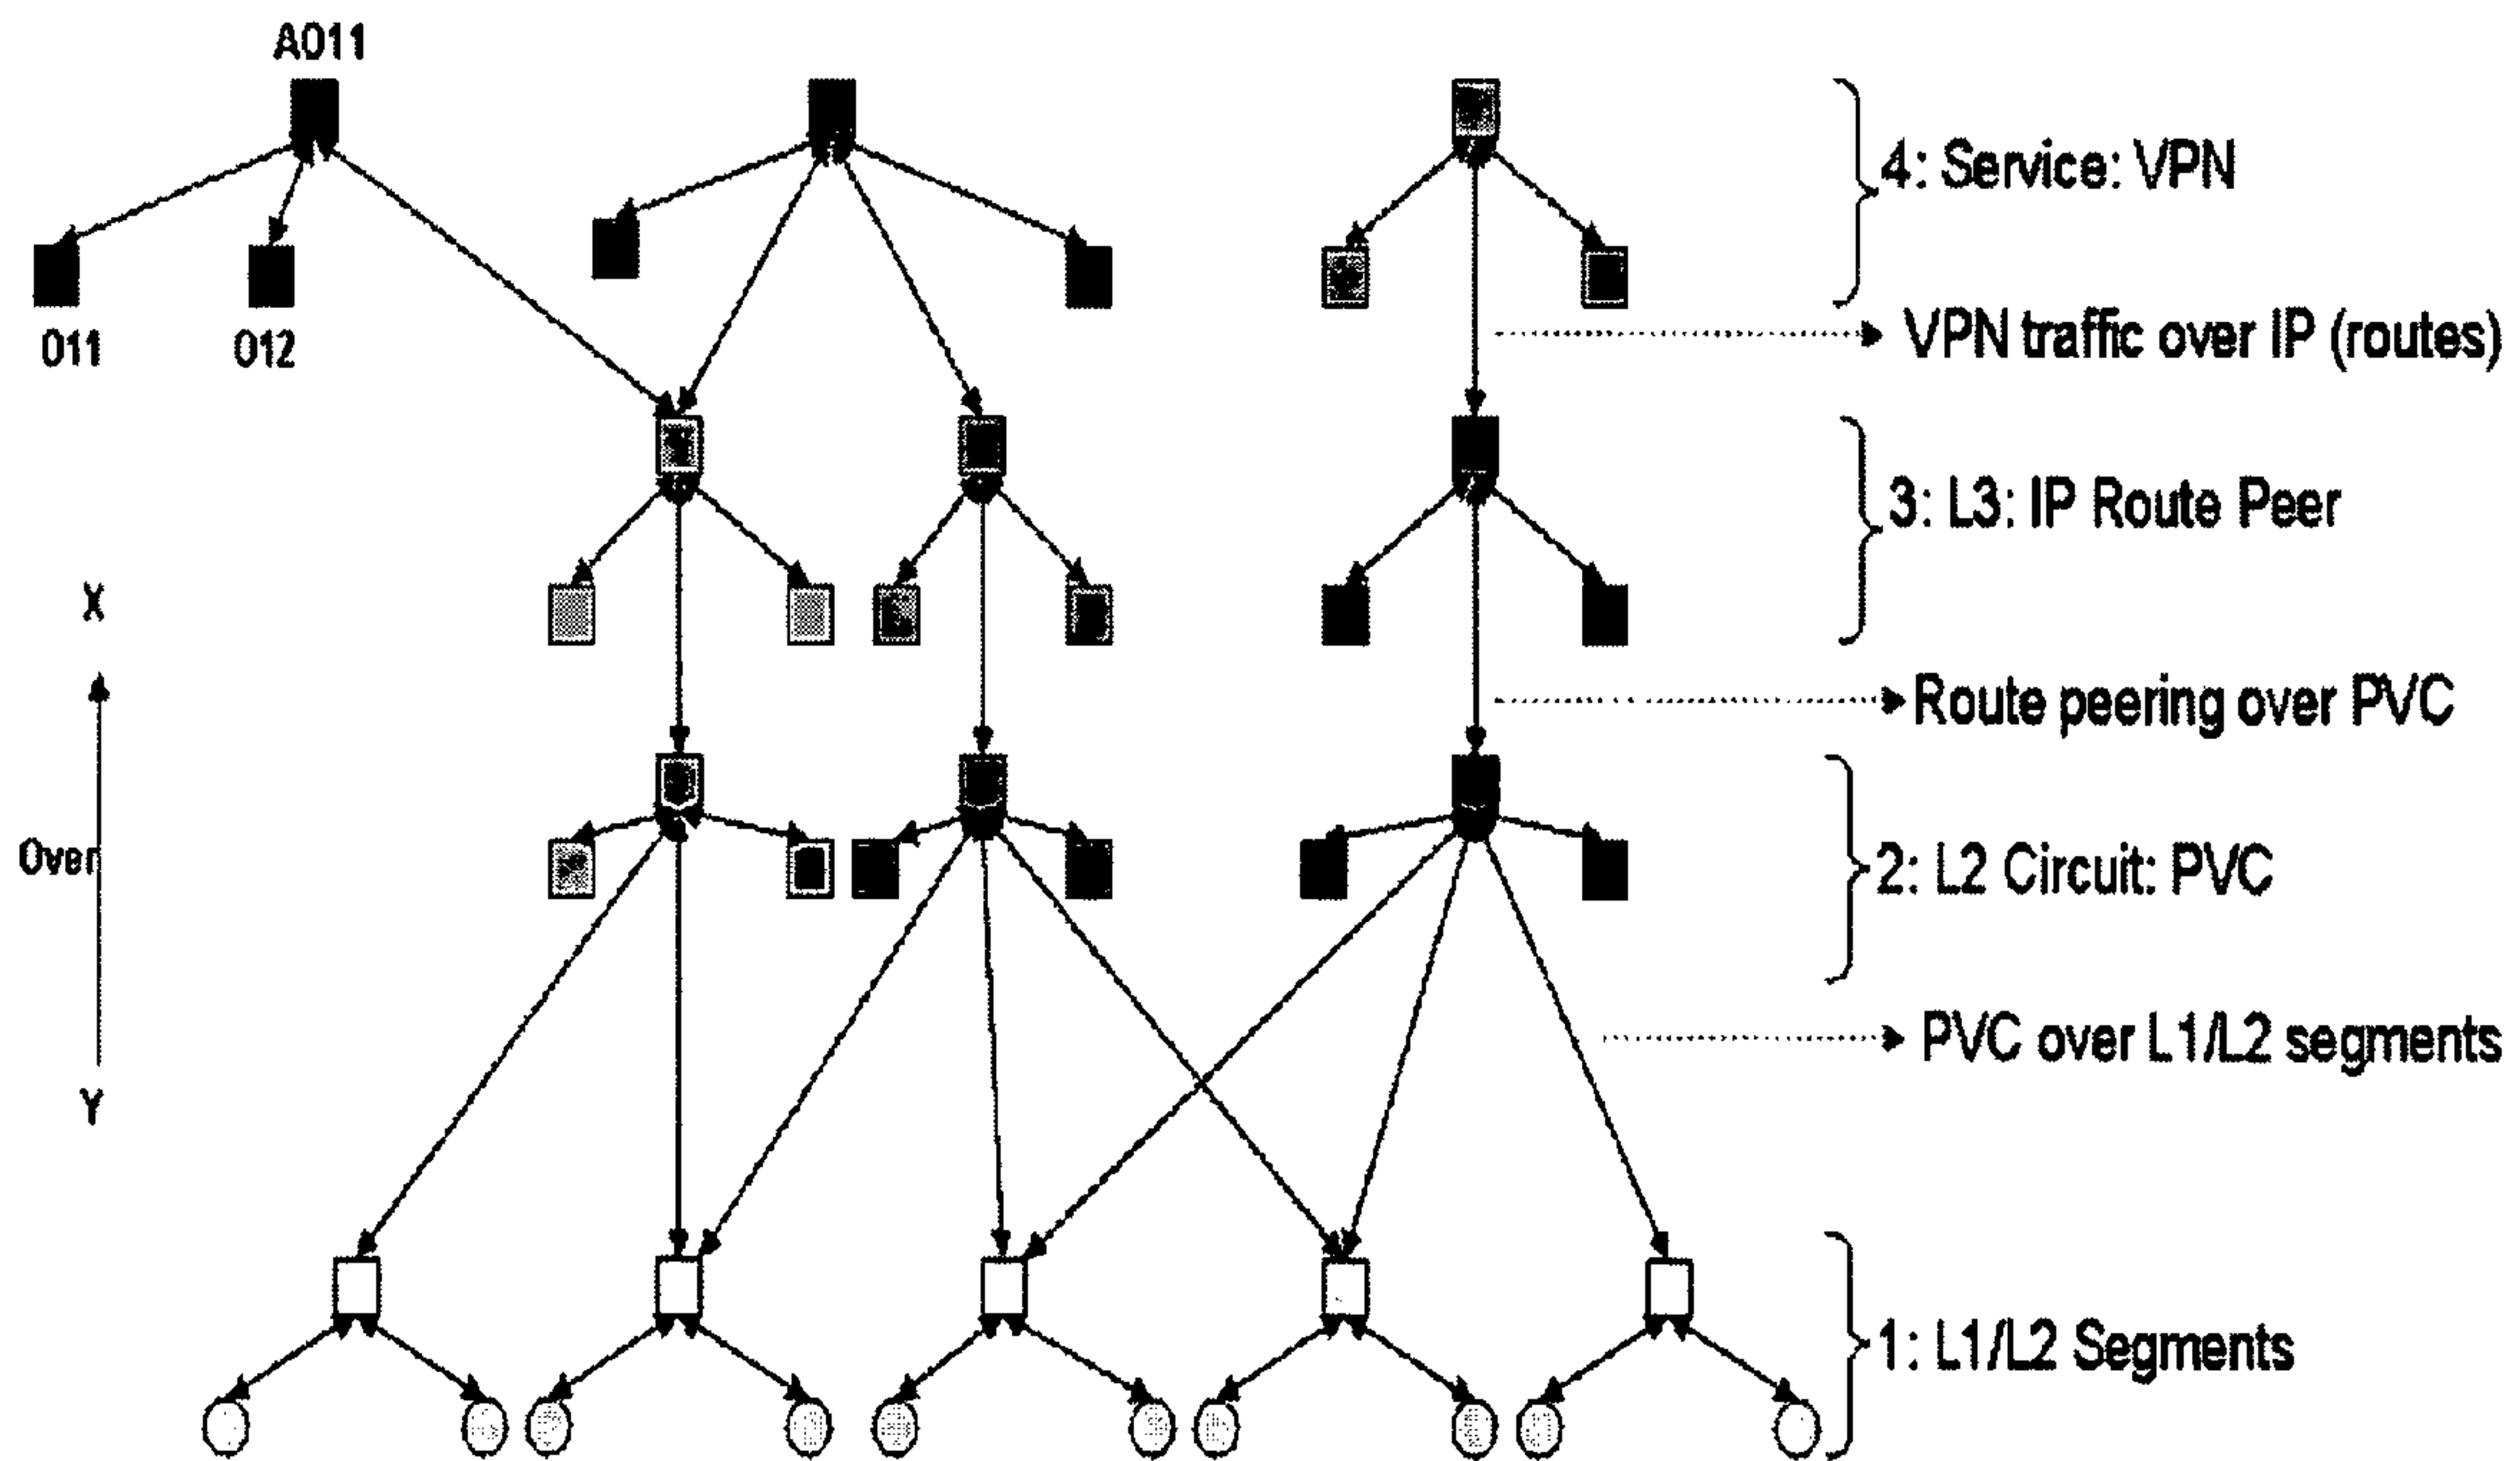 A011
4: Service: VPN
011
012
VPN traffic over IP (routes)
3: L3: IP Route Peer
X
Route peering over PVC
Over
2: L2 Circuit: PVC
PVC over L1/L2 segments
Y
1: L1/L2 Segments